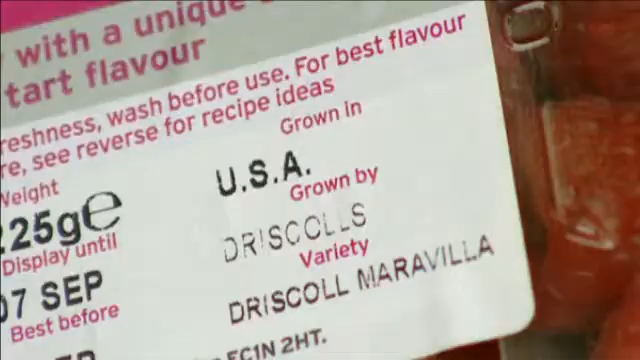 with a unique
tart flavour
reshness, wash before use. For best flavour
re, see reverse for recipe ideas
Weight
225g℮
Display until
07 SEP
Best before
Grown in
U.S.A.
Grown by
DRISCOLLS
Variety
DRISCOLL MARAVILLA
EC1N 2HT.